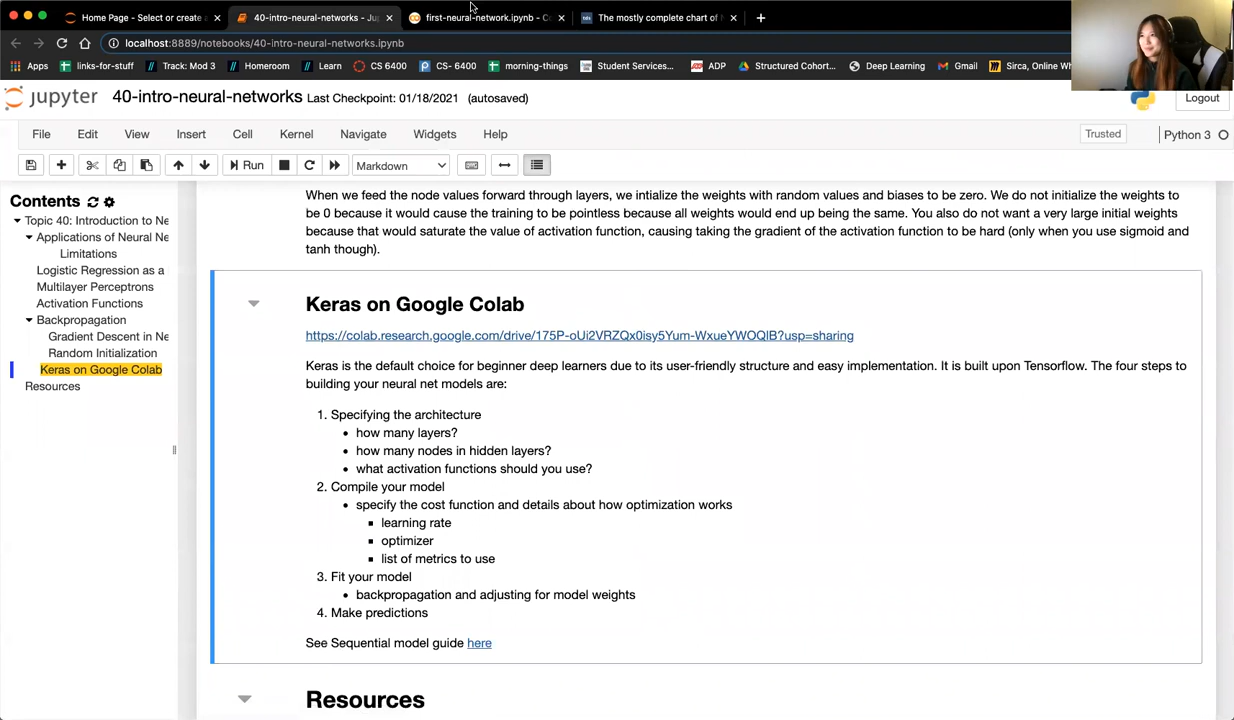 Home Page - Select or create a
40-intro-neural-networks - Jup
first-neural-network.ipynb - Co
The mostly complete chart of N
localhost:8889/notebooks/40-intro-neural-networks.ipynb
Apps links-for-stuff Track: Mod 3 Homeroom Learn CS 6400 CS- 6400 morning-things Student Services... ADP Structured Cohort... Deep Learning Gmail Sirca, Online Wh
jupyter 40-intro-neural-networks Last Checkpoint: 01/18/2021 (autosaved)
Logout
File Edit View Insert Cell Kernel Navigate Widgets Help
Trusted
Python 3
Run
Markdown
Contents
Topic 40: Introduction to Ne
Applications of Neural Ne
Limitations
Logistic Regression as a
Multilayer Perceptrons
Activation Functions
Backpropagation
Gradient Descent in Ne
Random Initialization
Keras on Google Colab
Resources
When we feed the node values forward through layers, we intialize the weights with random values and biases to be zero. We do not initialize the weights to
be 0 because it would cause the training to be pointless because all weights would end up being the same. You also do not want a very large initial weights
because that would saturate the value of activation function, causing taking the gradient of the activation function to be hard (only when you use sigmoid and
tanh though).
Keras on Google Colab
https://colab.research.google.com/drive/175P-oUi2VRZQx0isy5Yum-WxueYWOQlB?usp=sharing
Keras is the default choice for beginner deep learners due to its user-friendly structure and easy implementation. It is built upon Tensorflow. The four steps to
building your neural net models are:
1. Specifying the architecture
• how many layers?
• how many nodes in hidden layers?
• what activation functions should you use?
2. Compile your model
• specify the cost function and details about how optimization works
▪ learning rate
▪ optimizer
▪ list of metrics to use
3. Fit your model
• backpropagation and adjusting for model weights
4. Make predictions
See Sequential model guide here
Resources